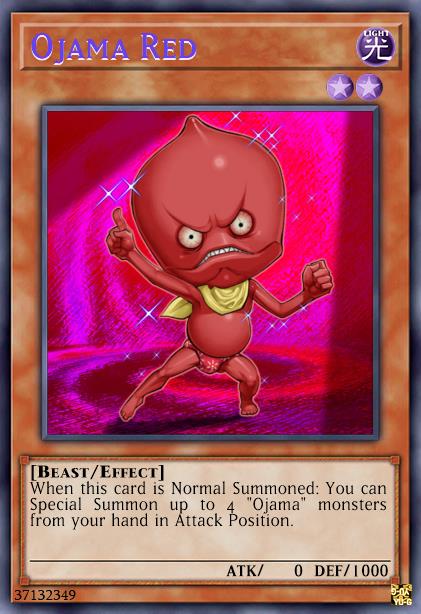 Ojama Red
LIGHT
光
[Beast/Effect]
When this card is Normal Summoned: You can
Special Summon up to 4 "Ojama" monsters
from your hand in Attack Position.
ATK/ 0 DEF/1000
37132349